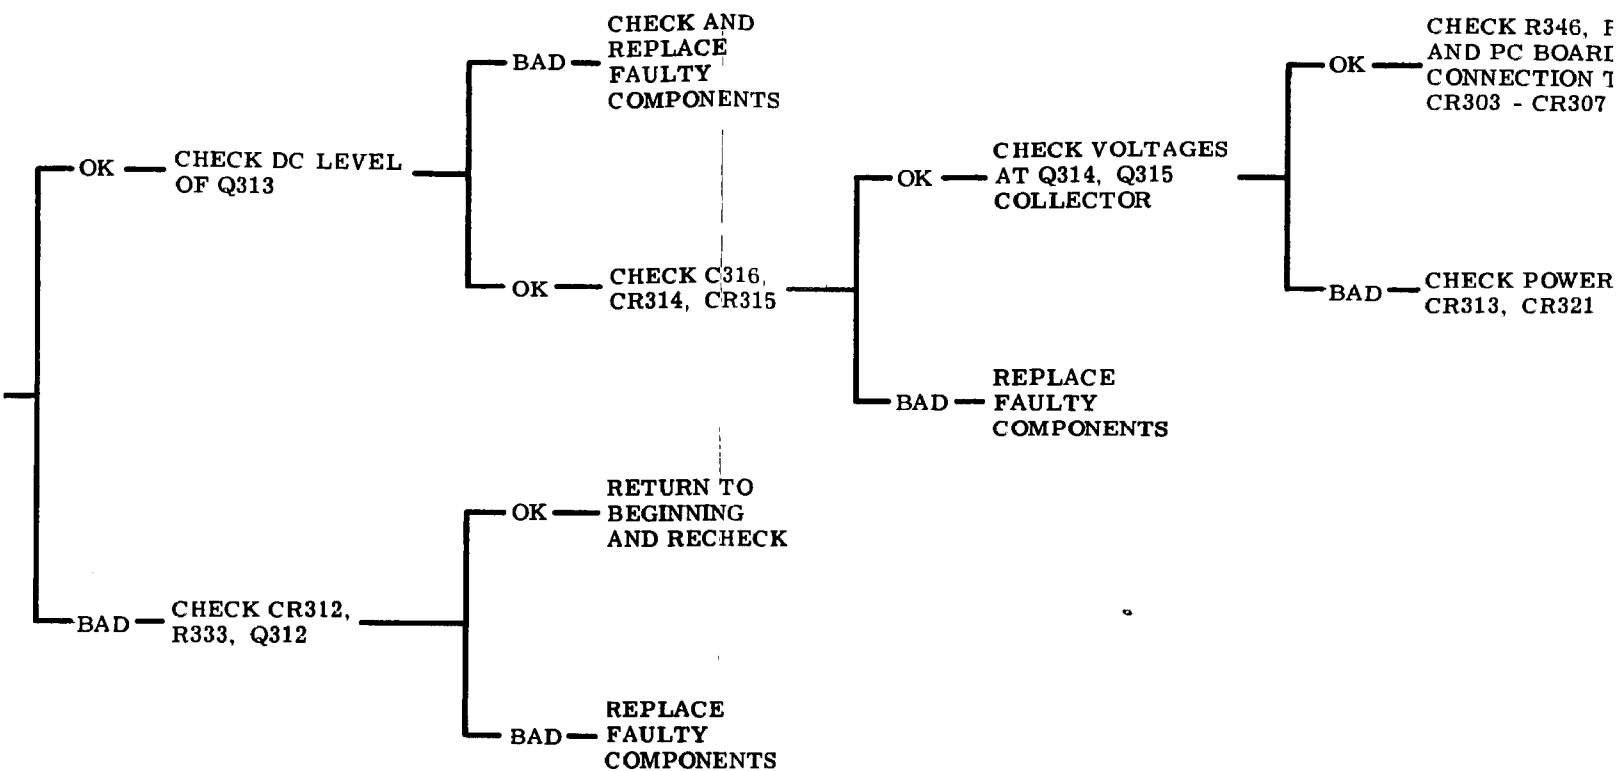 CHECK AND
REPLACE
FAULTY
COMPONENTS
BAD
OK
CHECK DC LEVEL
OF Q313
OK
CHECK C316,
CR314, CR315
OK
CHECK VOLTAGES
AT Q314, Q315
COLLECTOR
OK
CHECK R346,
AND PC BOARD
CONNECTION
CR303 - CR307
BAD
CHECK POWER
CR313, CR321
BAD
REPLACE
FAULTY
COMPONENTS
BAD
CHECK CR312,
R333, Q312
OK
RETURN TO
BEGINNING
AND RECHECK
BAD
REPLACE
FAULTY
COMPONENTS